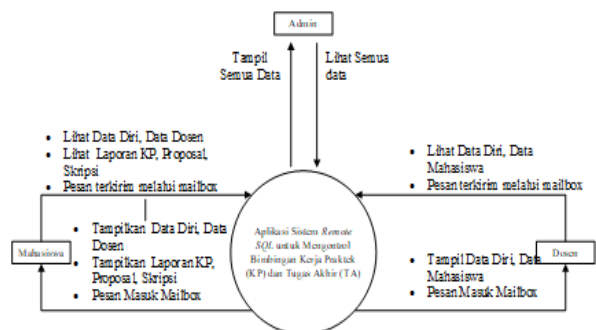 Admin
Tampil
Semua Data
Lihat Semua
data
• Lihat Data Diri, Data Dosen
• Lihat Laporan KP, Proposal,
Skripsi
• Pesan terkirim melalui mailbox
• Lihat Data Diri, Data
Mahasiswa
• Pesan terkirim melalui mailbox
Mahasiswa
• Tampilkan Data Diri, Data
Dosen
• Tampilkan Laporan KP,
Proposal, Skripsi
• Pesan Masuk Mailbox
Aplikasi Sistem Remote
SQL untuk Mengontrol
Bimbingan Kerja Praktek
(KP) dan Tugas Akhir (TA)
• Tampil Data Diri, Data
Mahasiswa
• Pesan Masuk Mailbox
Dosen